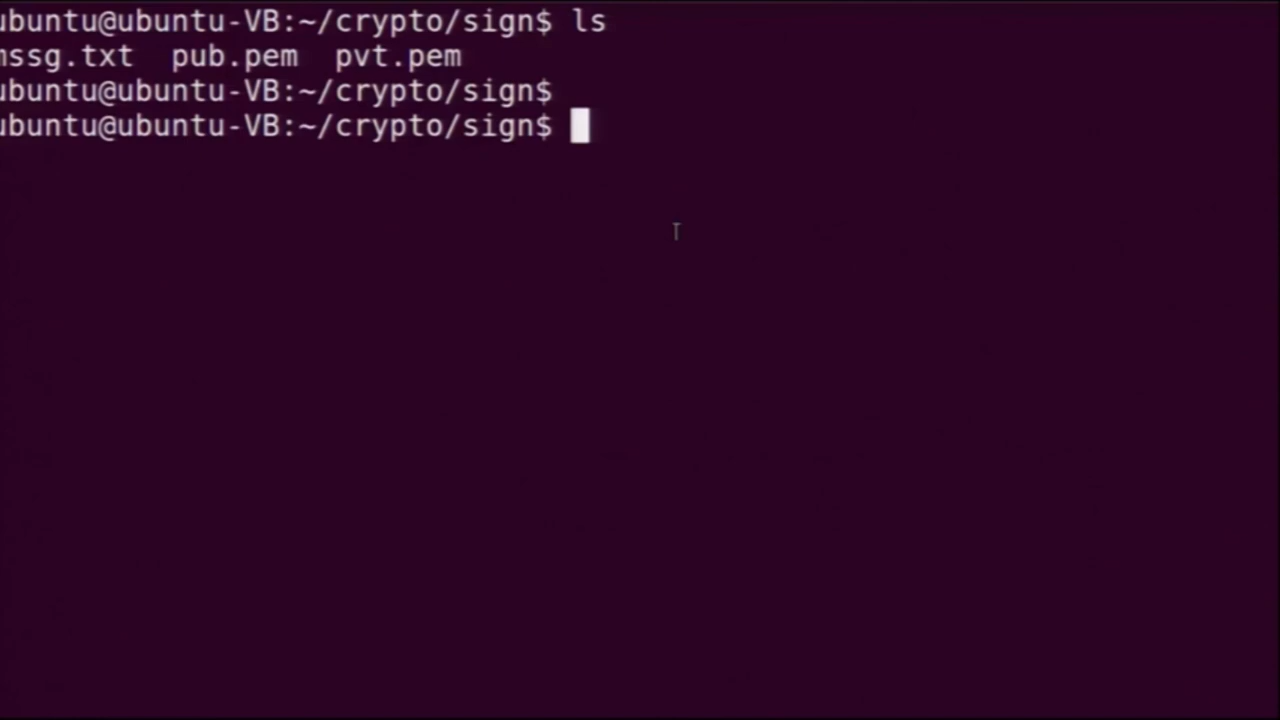 ubuntu@ubuntu-VB:~/crypto/sign$ ls
mssg.txt  pub.pem  pvt.pem
ubuntu@ubuntu-VB:~/crypto/sign$
ubuntu@ubuntu-VB:~/crypto/sign$